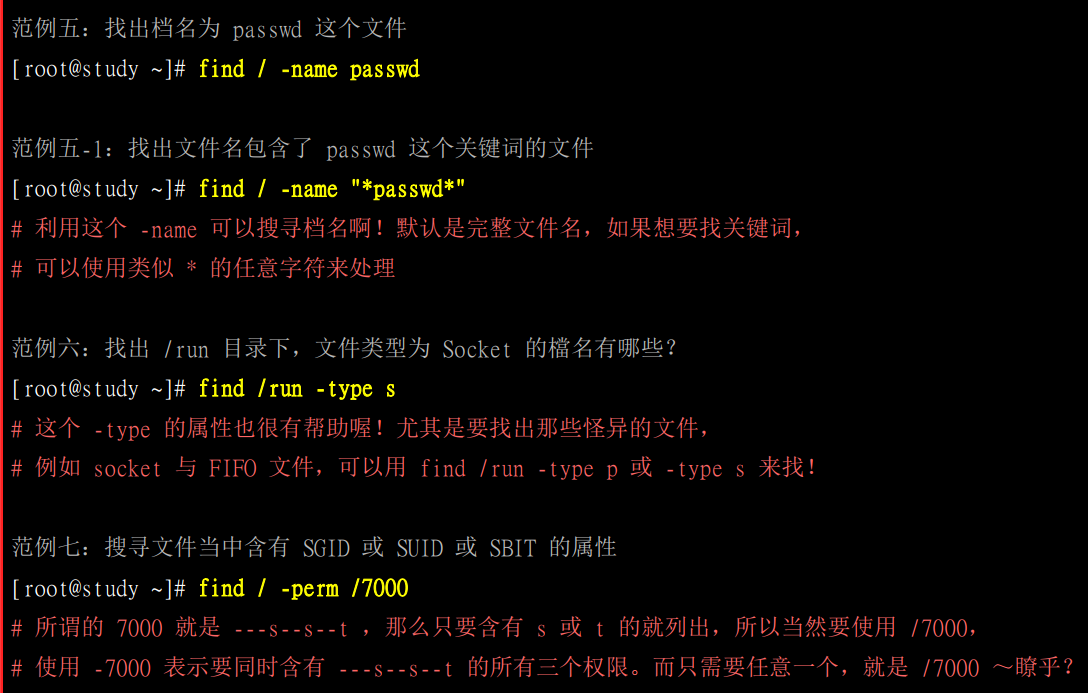 范例五：找出档名为 passwd 这个文件
[root@study ~]# find / -name passwd
范例五-1：找出文件名包含了 passwd 这个关键词的文件
[root@study ~]# find / -name "*passwd*"
# 利用这个 -name 可以搜寻档名啊！默认是完整文件名，如果想要找关键词，
# 可以使用类似 * 的任意字符来处理
范例六：找出 /run 目录下，文件类型为 Socket 的檔名有哪些？
[root@study ~]# find /run -type s
# 这个 -type 的属性也很有帮助喔！尤其是要找出那些怪异的文件，
# 例如 socket 与 FIFO 文件，可以用 find /run -type p 或 -type s 来找！
范例七：搜寻文件当中含有 SGID 或 SUID 或 SBIT 的属性
[root@study ~]# find / -perm /7000
# 所谓的 7000 就是 ---s--s--t ，那么只要含有 s 或 t 的就列出，所以当然要使用 /7000，
# 使用 -7000 表示要同时含有 ---s--s--t 的所有三个权限。而只需要任意一个，就是 /7000 ～瞭乎？